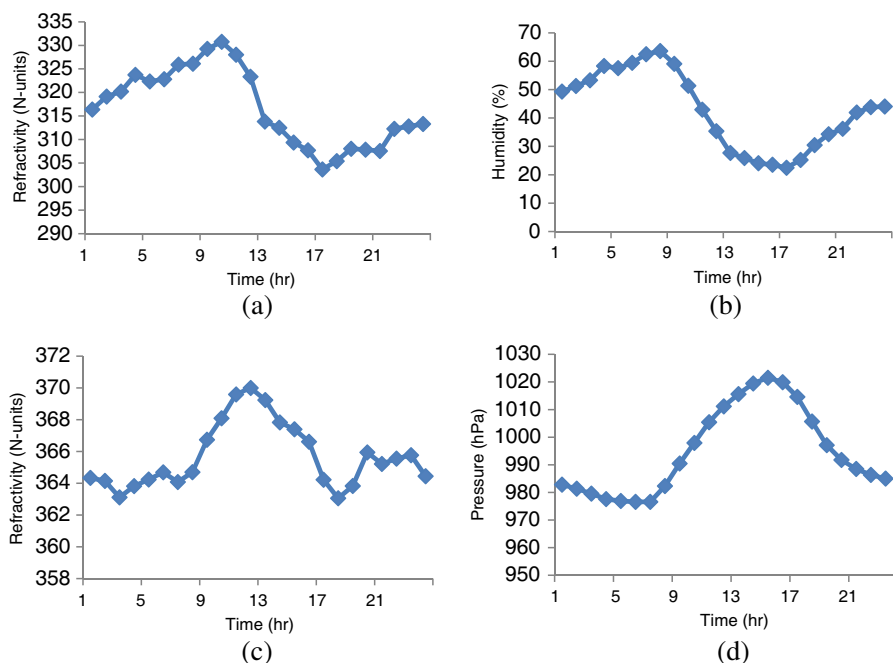 335
330
325
320
315
310
305
300
295
290
Refractivity (N-units)
1 5 9 13 17 21
Time (hr)
(a)
70
60
50
40
30
20
10
0
Humidity (%)
1 5 9 13 17 21
Time (hr)
(b)
372
370
368
366
364
362
360
358
Refractivity (N-units)
1 5 9 13 17 21
Time (hr)
(c)
1030
1020
1010
1000
990
980
970
960
950
Pressure (hPa)
1 5 9 13 17 21
Time (hr)
(d)